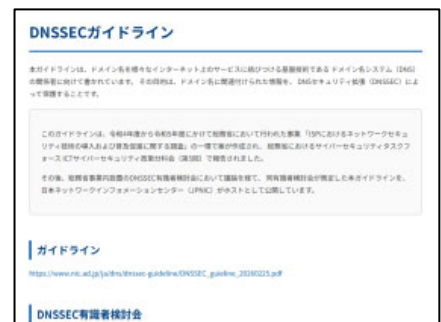 DNSSECガイドライン
本ガイドラインは、ドメイン名を様々なインターネット上のサービスに結びつける基盤技術である ドメイン名システム（DNS）
の関係者に向けて書かれています。その目的は、ドメイン名に関連付けられた情報を、DNSセキュリティ拡張（DNSSEC）によ
って保護することです。
このガイドラインは、令和4年度から令和5年度にかけて総務省において行われた事業「ISPにおけるネットワークセキュ
リティ技術の導入および普及促進に関する調査」の一環で案が作成され、総務省におけるサイバーセキュリティタスクフ
ォース ICTサイバーセキュリティ政策分科会（第5回）で報告されました。
その後、総務省事業内設置のDNSSEC有識者検討会において議論を経て、同有識者検討会が策定した本ガイドラインを、
日本ネットワークインフォメーションセンター（JPNIC）がホストとして公開しています。
ガイドライン
https://www.nic.ad.jp/ja/dns/dnssec-guideline/DNSSEC_guideline_20260225.pdf
DNSSEC有識者検討会